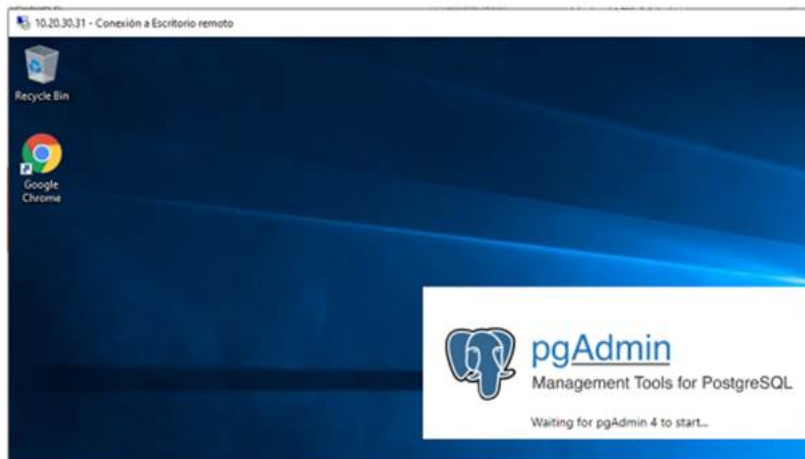 10.20.30.31 - Conexión a Escritorio remoto
Recycle Bin
Google
Chrome
pgAdmin
Management Tools for PostgreSQL
Waiting for pgAdmin 4 to start...